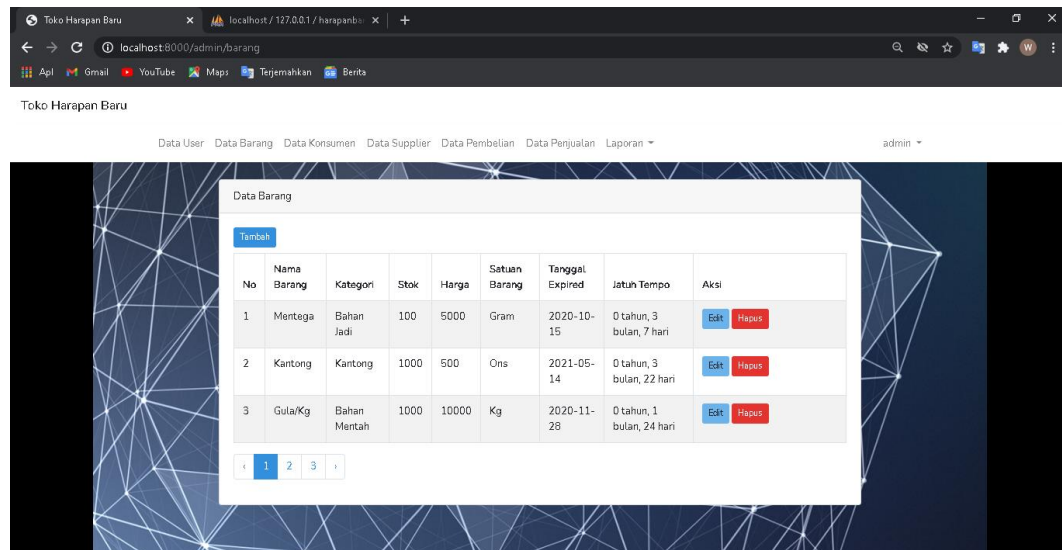 Toko Harapan Baru
localhost / 127.0.0.1 / harapanba
localhost:8000/admin/barang
Apl Gmail YouTube Maps Terjemahkan Berita
Toko Harapan Baru
Data User Data Barang Data Konsumen Data Supplier Data Pembelian Data Penjualan Laporan admin
Data Barang
Tambah
No Nama Barang Kategori Stok Harga Satuan Barang Tanggal Expired Jatuh Tempo Aksi
1 Mentega Bahan Jadi 100 5000 Gram 2020-10-15 0 tahun, 3 bulan, 7 hari Edit Hapus
2 Kantong Kantong 1000 500 Ons 2021-05-14 0 tahun, 3 bulan, 22 hari Edit Hapus
3 Gula/Kg Bahan Mentah 1000 10000 Kg 2020-11-28 0 tahun, 1 bulan, 24 hari Edit Hapus
‹ 1 2 3 ›